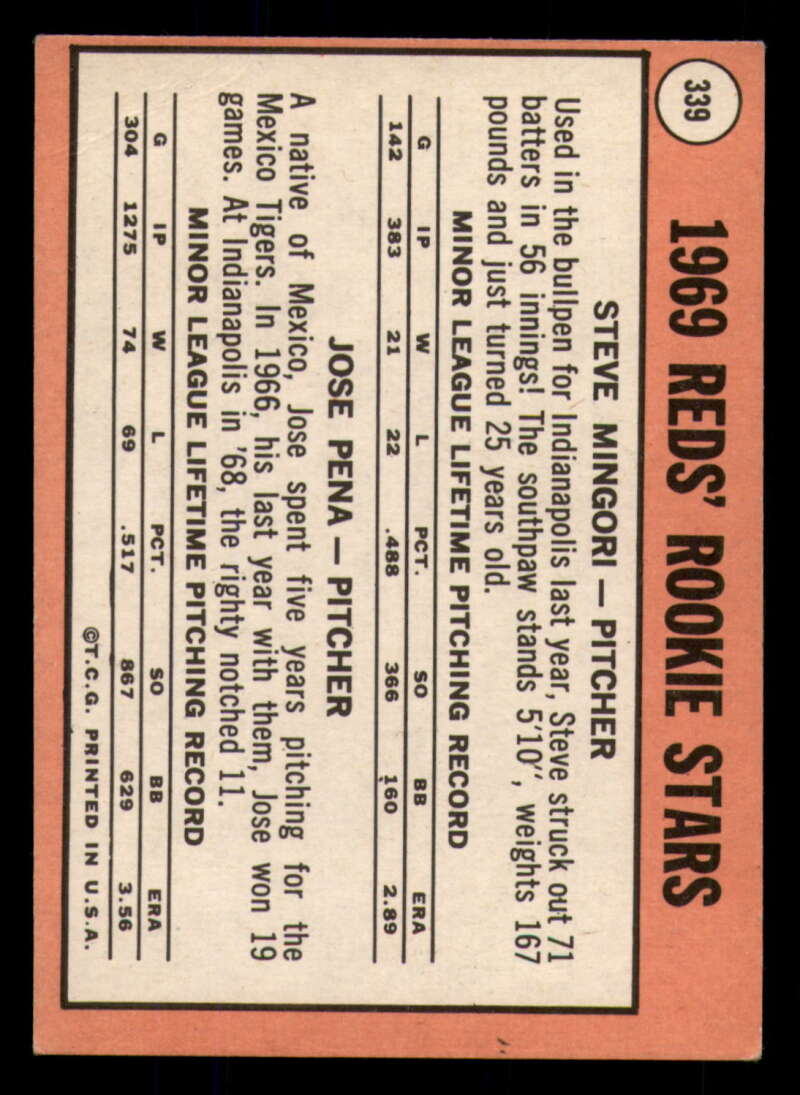 339
1969 REDS' ROOKIE STARS
STEVE MINGORI — PITCHER
Used in the bullpen for Indianapolis last year, Steve struck out 71
batters in 56 innings! The southpaw stands 5'10", weights 167
pounds and just turned 25 years old.
MINOR LEAGUE LIFETIME PITCHING RECORD
G IP W L PCT. SO BB ERA
142 383 21 22 .488 366 160 2.89
JOSE PENA — PITCHER
A native of Mexico, Jose spent five years pitching for the
Mexico Tigers. In 1966, his last year with them, Jose won 19
games. At Indianapolis in '68, the righty notched 11.
MINOR LEAGUE LIFETIME PITCHING RECORD
G IP W L PCT. SO BB ERA
304 1275 74 69 .517 867 629 3.56
©T.C.G. PRINTED IN U.S.A.